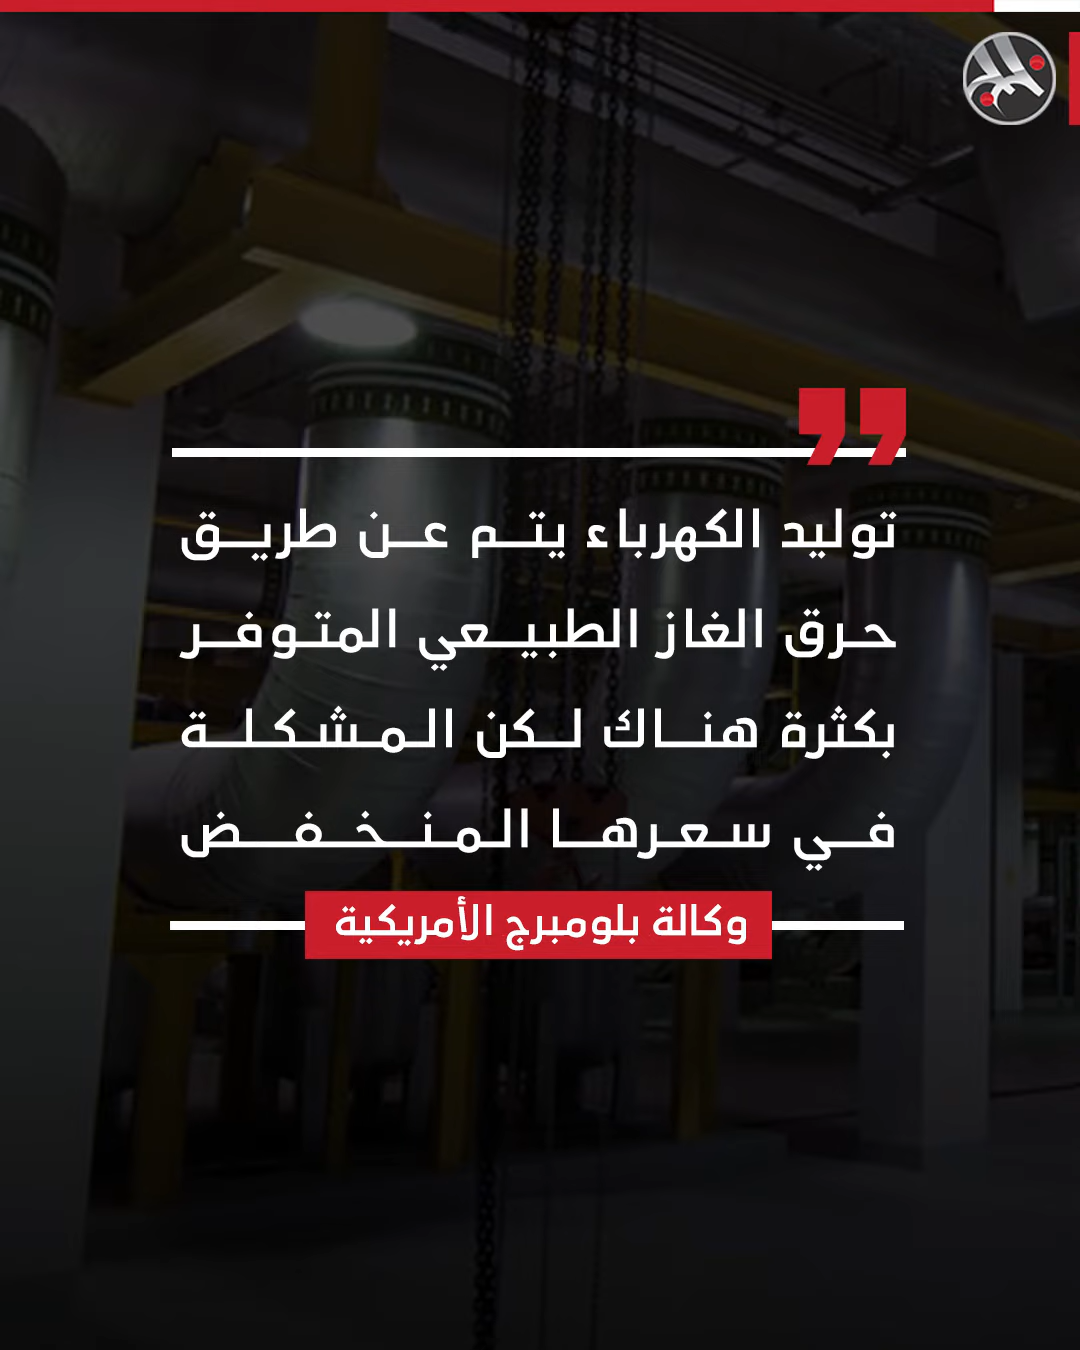 توليد الكهرباء يتم عن طريق
حرق الغاز الطبيعي المتوفر
بكثرة هناك لكن المشكلة
في سعرها المنخفض
وكالة بلومبرج الأمريكية